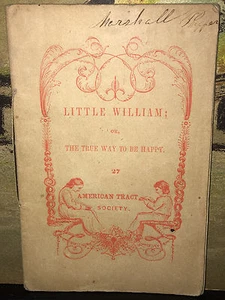 Marshall
LITTLE WILLIAM;
OR,
THE TRUE WAY TO BE HAPPY.
27
AMERICAN TRACT
SOCIETY.